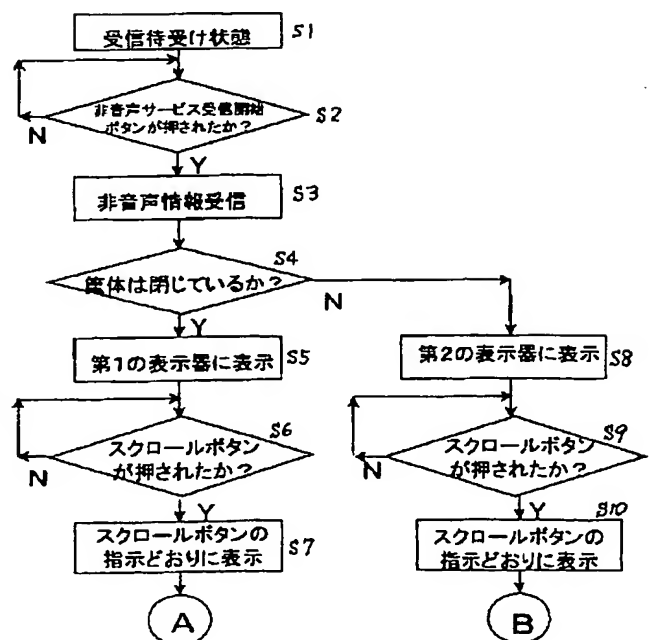 受信待受け状態 S1
非音声サービス受信開始
ボタンが押されたか?
S2
N
Y
非音声情報受信
S3
S4
筐体は閉じているか?
N
Y
第1の表示器に表示
S5
第2の表示器に表示
S8
スクロールボタン
が押されたか?
S6
N
Y
スクロールボタン
が押されたか?
S9
N
Y
スクロールボタンの
指示どおりに表示
S7
S10
スクロールボタンの
指示どおりに表示
A
B